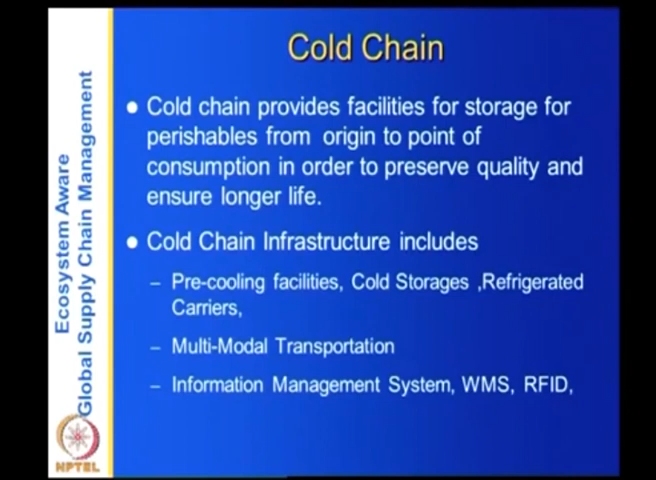 Cold Chain
● Cold chain provides facilities for storage for
perishables from origin to point of
consumption in order to preserve quality and
ensure longer life.
● Cold Chain Infrastructure includes
– Pre-cooling facilities, Cold Storages ,Refrigerated
Carriers,
– Multi-Modal Transportation
– Information Management System, WMS, RFID,
Ecosystem Aware
Global Supply Chain Management
NPTEL